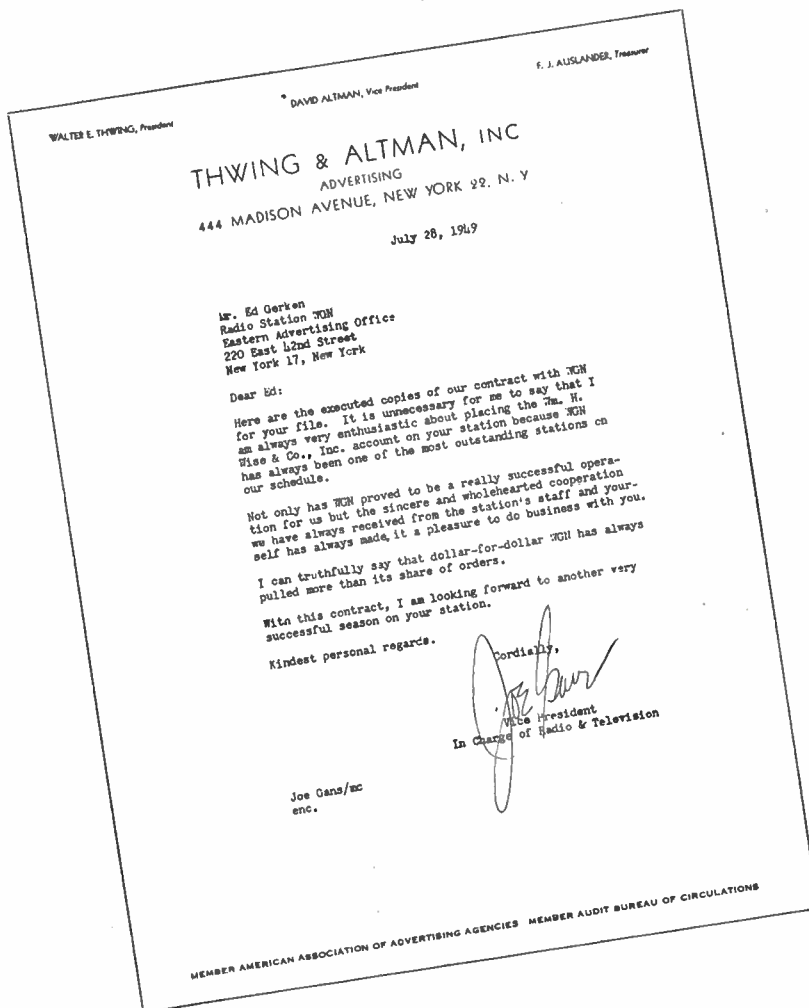 WALTER E. THWING, President
DAVID ALTMAN, Vice President
F. J. AUSLANDER, Treasurer
THWING & ALTMAN, INC
ADVERTISING
444 MADISON AVENUE, NEW YORK 22, N. Y
July 28, 1949
Mr. Ed Gerken
Radio Station WGN
Eastern Advertising Office
220 East 42nd Street
New York 17, New York
Dear Ed:
Here are the executed copies of our contract with WGN
for your file. It is unnecessary for me to say that I
am always very enthusiastic about placing the Wm. H.
Wise & Co., Inc. account on your station because WGN
has always been one of the most outstanding stations on
our schedule.
Not only has WGN proved to be a really successful opera-
tion for us but the sincere and wholehearted cooperation
we have always received from the station's staff and your-
self has always made, it a pleasure to do business with you.
I can truthfully say that dollar-for-dollar WGN has always
pulled more than its share of orders.
With this contract, I am looking forward to another very
successful season on your station.
Kindest personal regards.
Cordially,
Joe Gans
Vice President
In Charge of Radio & Television
Joe Gans/mc
enc.
MEMBER AMERICAN ASSOCIATION OF ADVERTISING AGENCIES MEMBER AUDIT BUREAU OF CIRCULATIONS